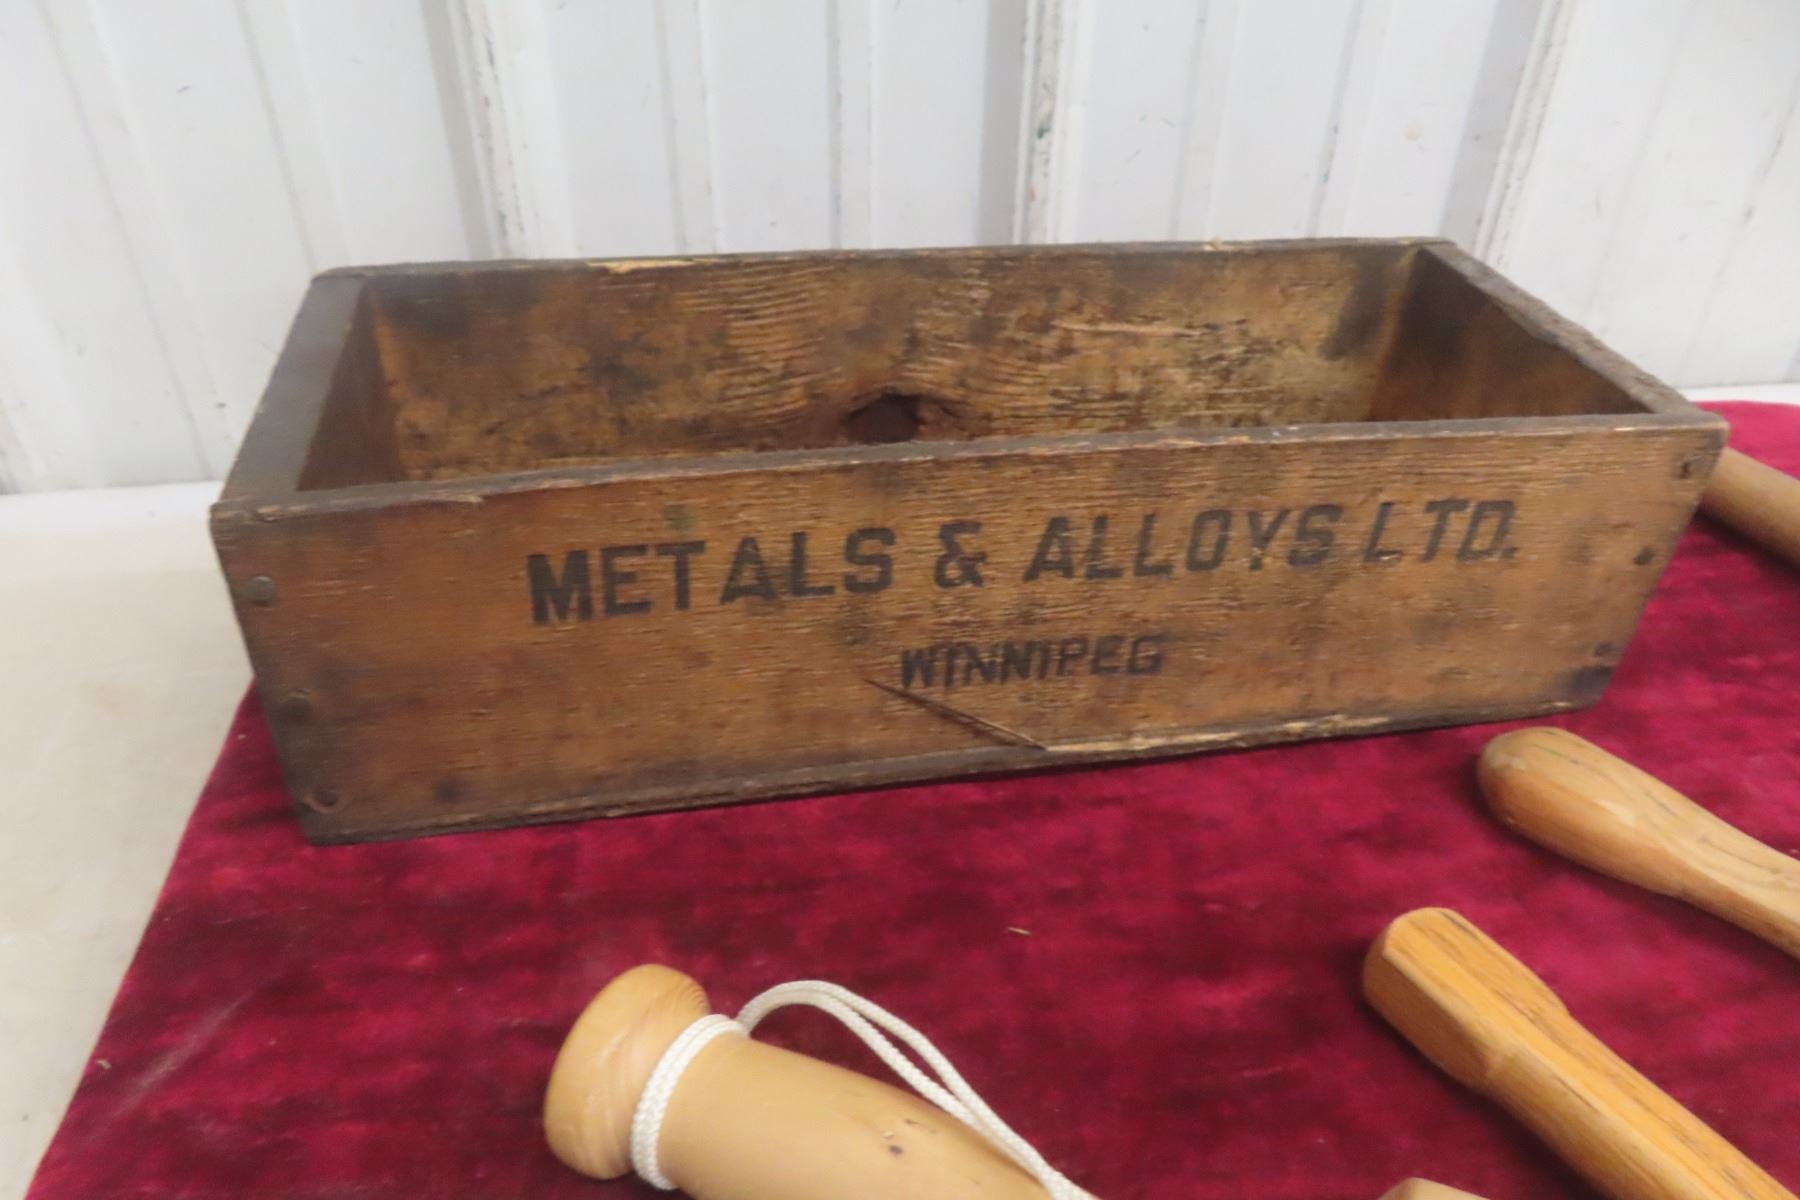 METALS & ALLOYS LTD.
WINNIPEG